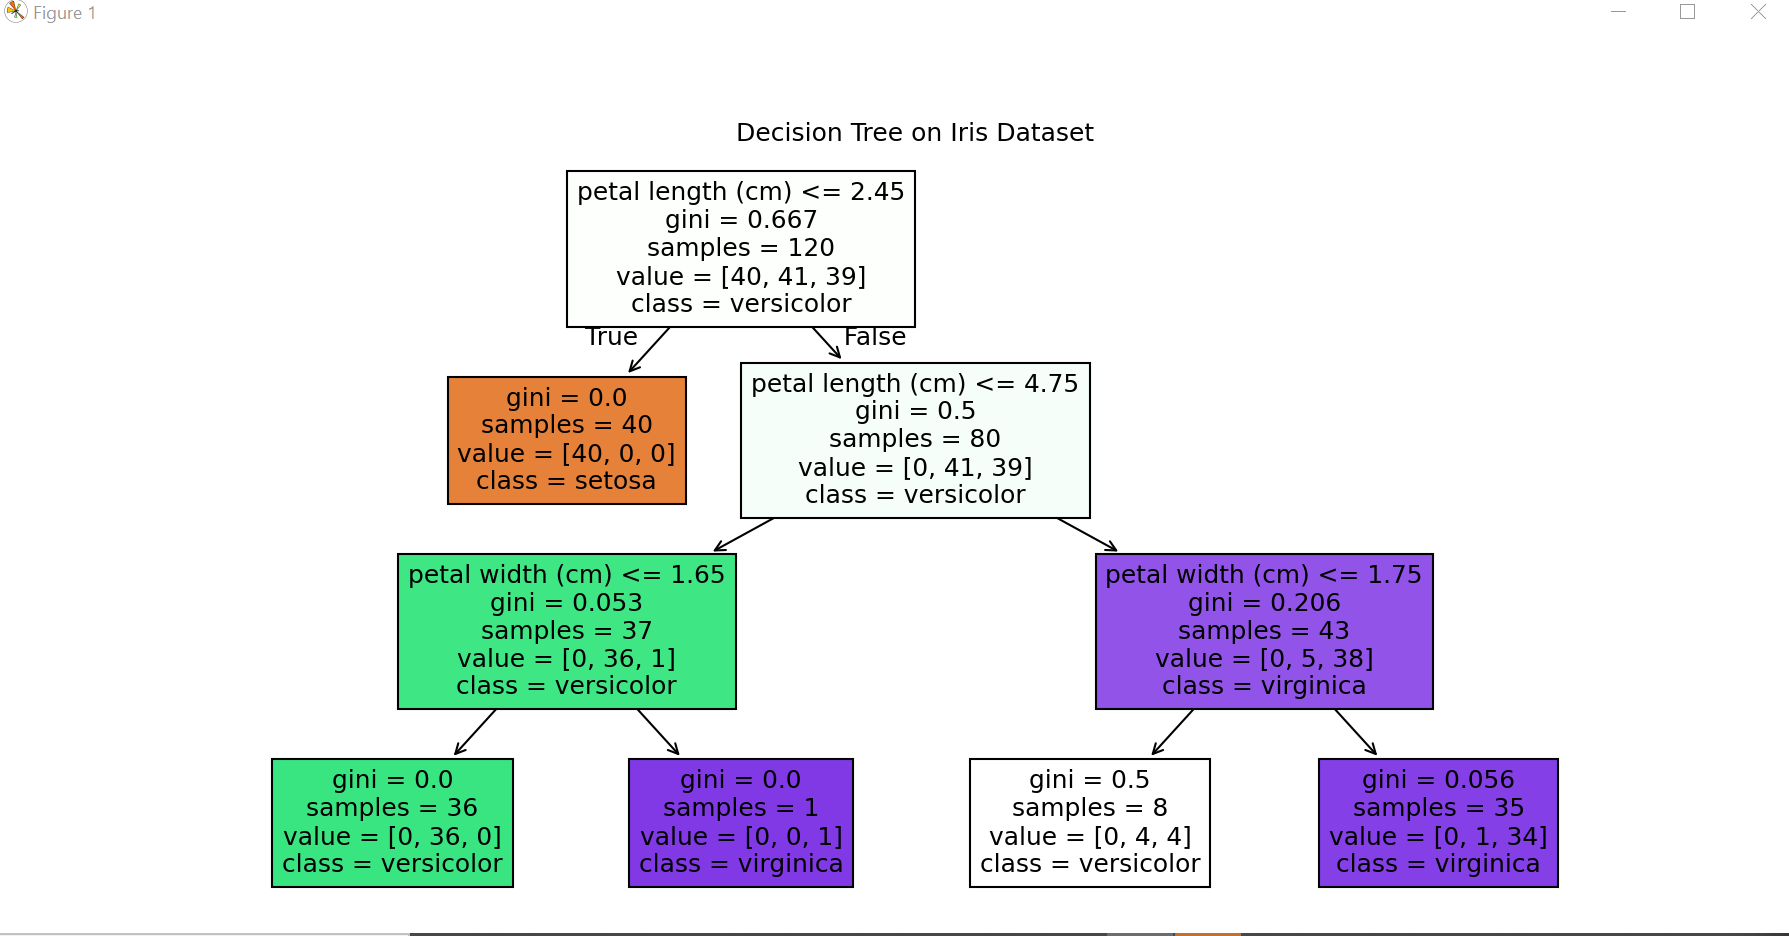 Figure 1
Decision Tree on Iris Dataset
petal length (cm) <= 2.45
gini = 0.667
samples = 120
value = [40, 41, 39]
class = versicolor
True
False
gini = 0.0
samples = 40
value = [40, 0, 0]
class = setosa
petal length (cm) <= 4.75
gini = 0.5
samples = 80
value = [0, 41, 39]
class = versicolor
petal width (cm) <= 1.65
gini = 0.053
samples = 37
value = [0, 36, 1]
class = versicolor
petal width (cm) <= 1.75
gini = 0.206
samples = 43
value = [0, 5, 38]
class = virginica
gini = 0.0
samples = 36
value = [0, 36, 0]
class = versicolor
gini = 0.0
samples = 1
value = [0, 0, 1]
class = virginica
gini = 0.5
samples = 8
value = [0, 4, 4]
class = versicolor
gini = 0.056
samples = 35
value = [0, 1, 34]
class = virginica